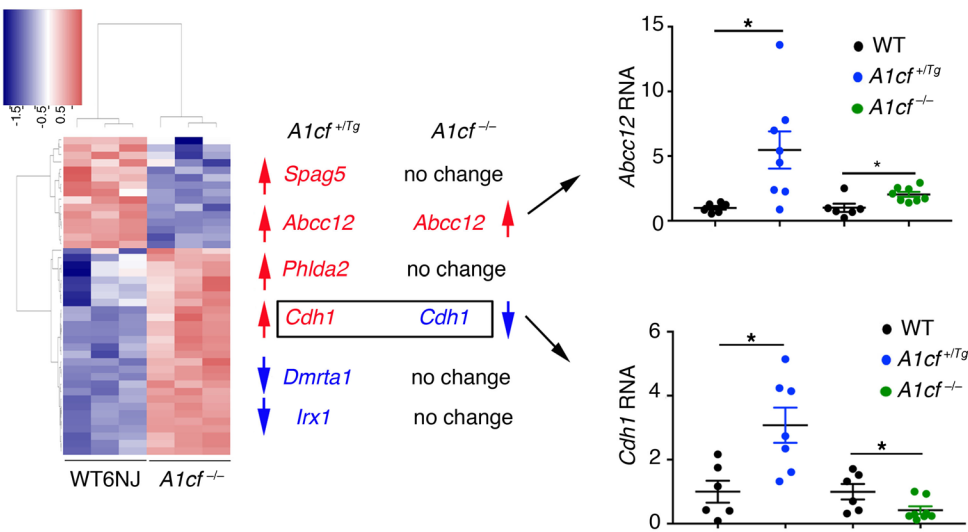 -1.5
-0.5
0.5
WT6NJ
A1cf –/–
A1cf +/Tg
A1cf –/–
Spag5
no change
Abcc12
Abcc12
Phlda2
no change
Cdh1
Cdh1
Dmrta1
no change
Irx1
no change
Abcc12 RNA
15
10
5
0
*
*
WT
A1cf +/Tg
A1cf –/–
Cdh1 RNA
6
4
2
0
*
*
WT
A1cf +/Tg
A1cf –/–